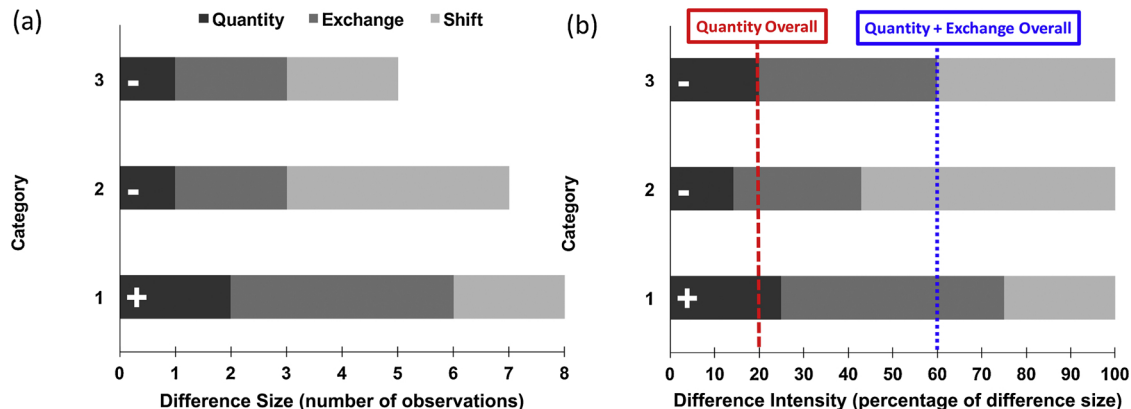 (a)
Quantity Exchange Shift
Category
3
-
2
-
1
+
0 1 2 3 4 5 6 7 8
Difference Size (number of observations)
(b)
Quantity Overall
Quantity + Exchange Overall
Category
3
-
2
-
1
+
0 10 20 30 40 50 60 70 80 90 100
Difference Intensity (percentage of difference size)